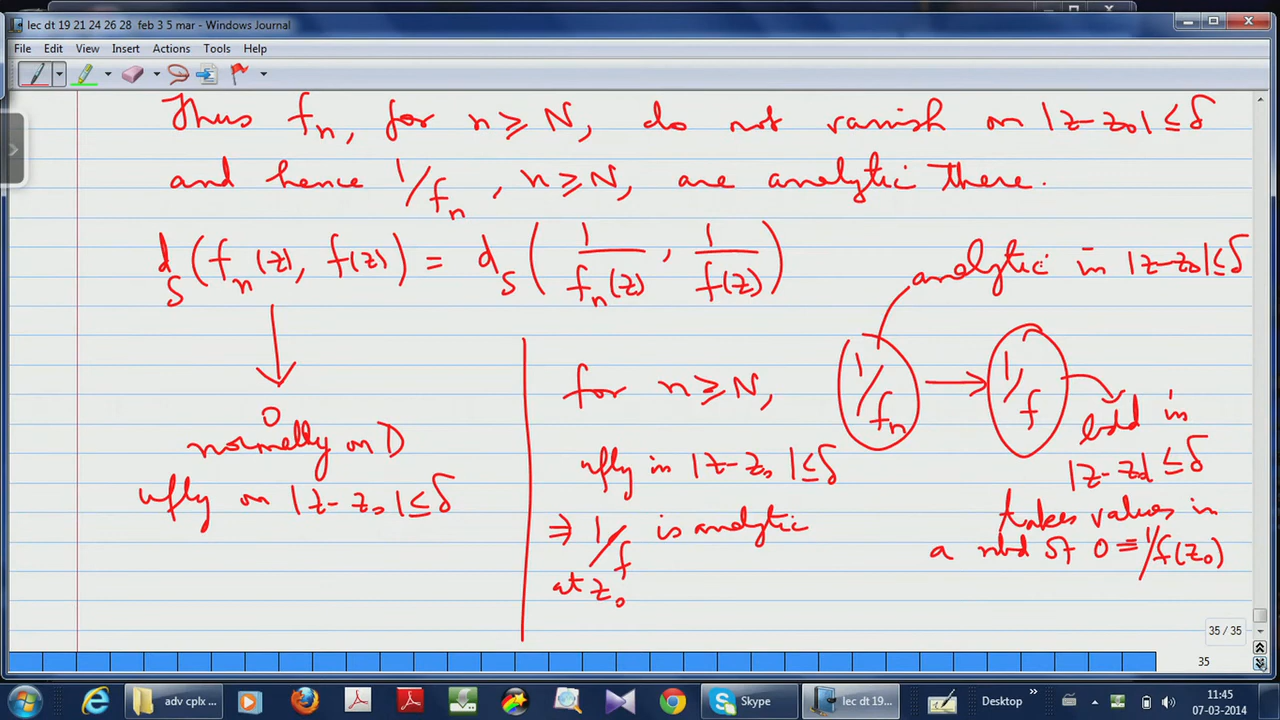 lec dt 19 21 24 26 28 feb 3 5 mar - Windows Journal
File Edit View Insert Actions Tools Help
Thus fₙ, for n ≥ N, do not vanish on |z-z₀| ≤ δ
and hence 1/fₙ, n ≥ N, are analytic there.
d_S(fₙ(z), f(z)) = d_S(1/fₙ(z), 1/f(z))
analytic in |z-z₀| ≤ δ
↓
0
normally on D
ufly on |z-z₀| ≤ δ
for n ≥ N, 1/fₙ → 1/f
ufly in |z-z₀| ≤ δ
⇒ 1/f is analytic
at z₀
bdd in
|z-z₀| ≤ δ
takes values in
a nbd of 0 = 1/f(z₀)
35 / 35
35
adv cplx ...
Skype
lec dt 19...
Desktop
11:45
07-03-2014